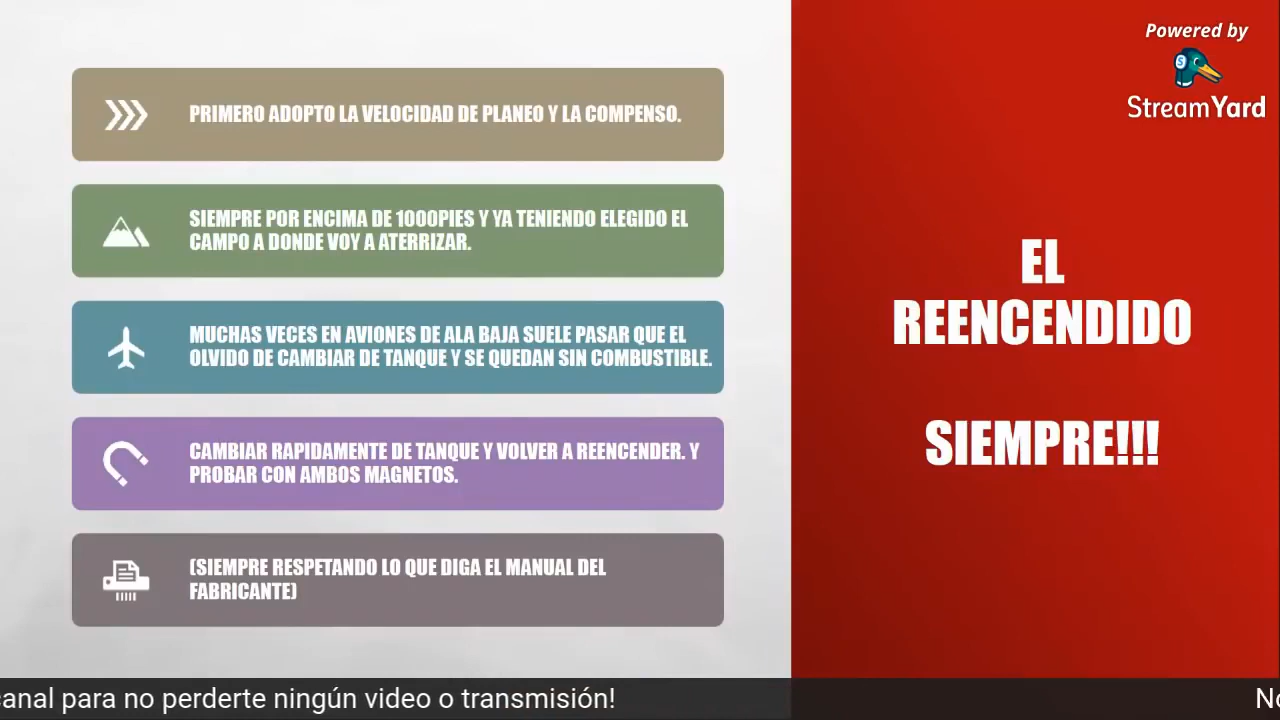 Powered by
StreamYard
PRIMERO ADOPTO LA VELOCIDAD DE PLANEO Y LA COMPENSO.
SIEMPRE POR ENCIMA DE 1000PIES Y YA TENIENDO ELEGIDO EL
CAMPO A DONDE VOY A ATERRIZAR.
MUCHAS VECES EN AVIONES DE ALA BAJA SUELE PASAR QUE EL
OLVIDO DE CAMBIAR DE TANQUE Y SE QUEDAN SIN COMBUSTIBLE.
CAMBIAR RAPIDAMENTE DE TANQUE Y VOLVER A REENCENDER. Y
PROBAR CON AMBOS MAGNETOS.
(SIEMPRE RESPETANDO LO QUE DIGA EL MANUAL DEL
FABRICANTE)
EL
REENCENDIDO
SIEMPRE!!!
canal para no perderte ningún video o transmisión!